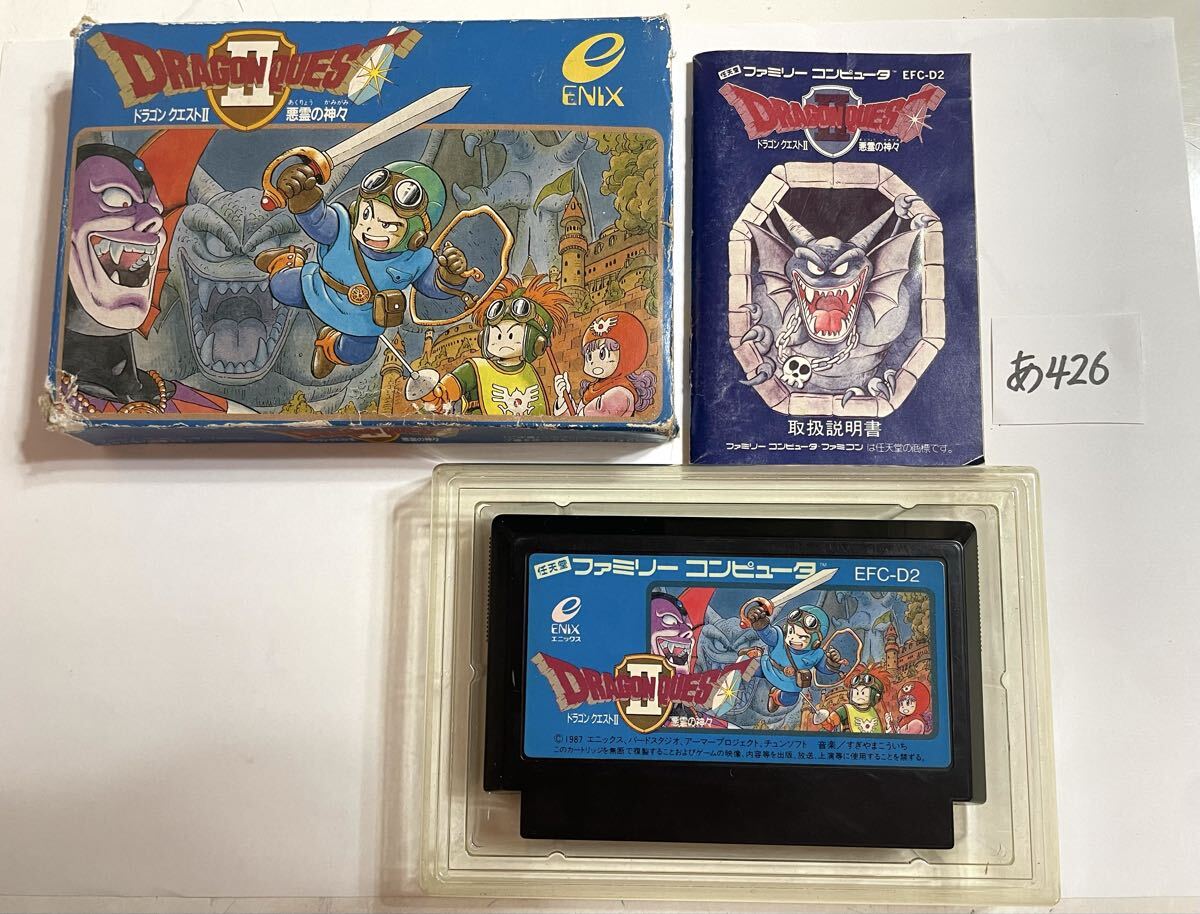 DRAGON QUEST
II
ドラゴン クエストII
あくりょう かみがみ
悪霊の神々
ENIX
悪霊の神々
任天堂 ファミリー コンピュータ™ EFC-D2
DRAGON QUEST
II
ドラゴン クエストII 悪霊の神々
取扱説明書
ファミリー コンピュータ・ファミコン は任天堂の商標です。
あ426
任天堂 ファミリー コンピュータ™ EFC-D2
ENIX
エニックス
DRAGON QUEST
II
ドラゴン クエストII 悪霊の神々
©1987 エニックス、バードスタジオ、アーマープロジェクト、チュンソフト 音楽/すぎやまこういち
このカートリッジを無断で複製することおよびゲームの映像、内容等を出版、放送、上演等に使用することを禁ずる。